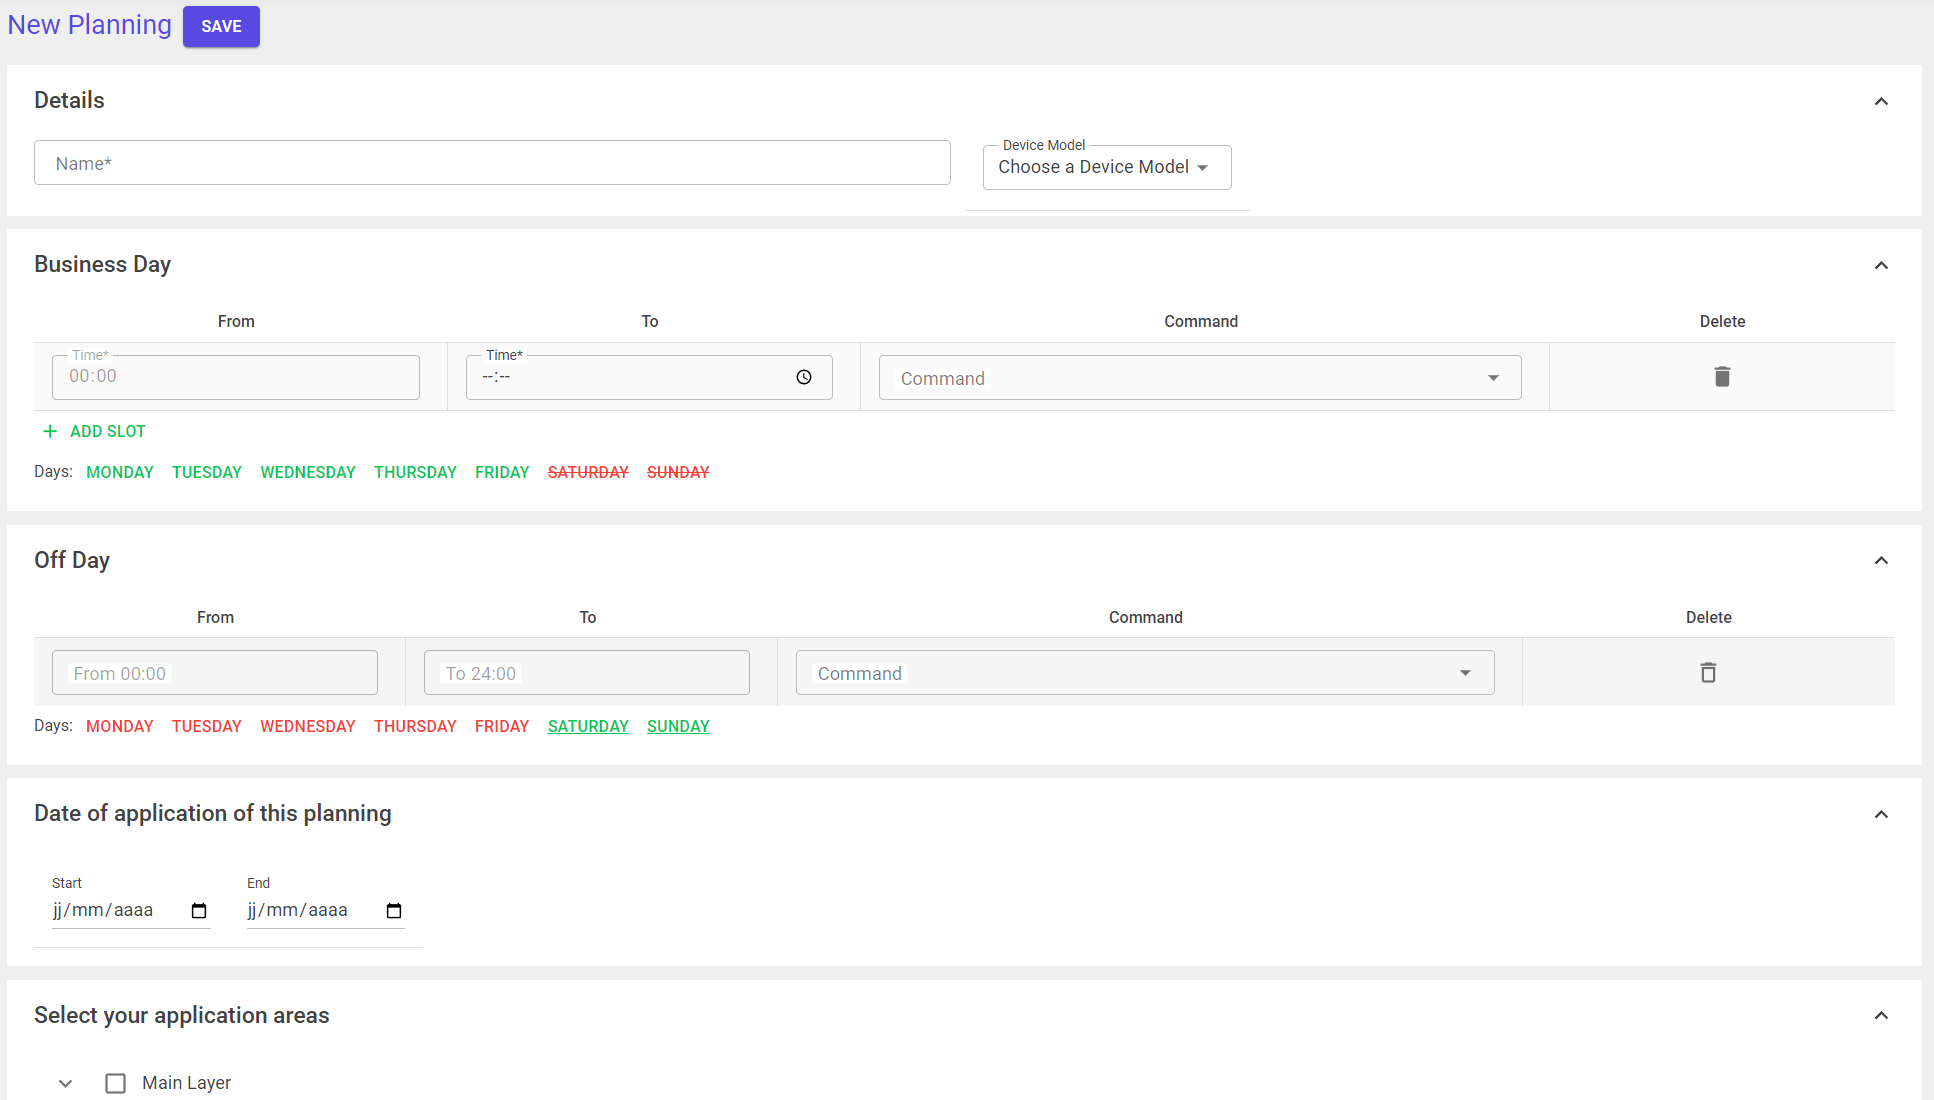 New Planning SAVE
Details
Name*
Device Model
Choose a Device Model
Business Day
From To Command Delete
Time* Time*
00:00 --:-- Command
ADD SLOT
Days: MONDAY TUESDAY WEDNESDAY THURSDAY FRIDAY SATURDAY SUNDAY
Off Day
From To Command Delete
From 00:00 To 24:00 Command
Days: MONDAY TUESDAY WEDNESDAY THURSDAY FRIDAY SATURDAY SUNDAY
Date of application of this planning
Start End
jj/mm/aaaa jj/mm/aaaa
Select your application areas
Main Layer